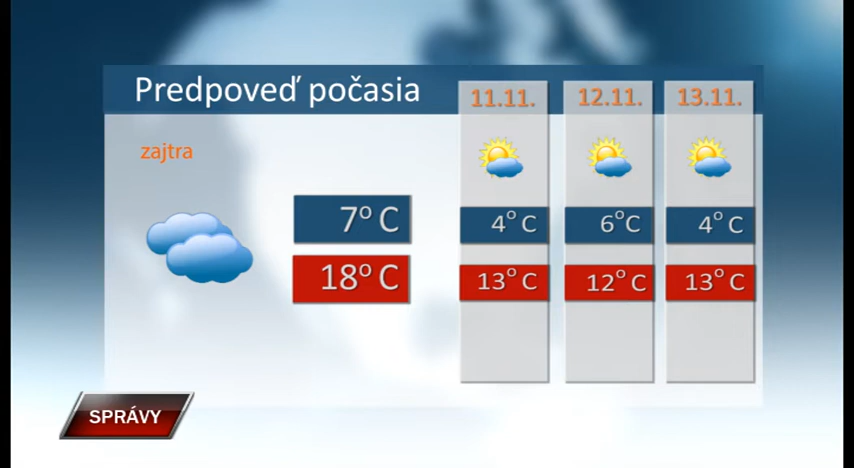 Predpoveď počasia
zajtra
7° C
18° C
11.11.
4° C
13° C
12.11.
6°C
12° C
13.11.
4° C
13° C
SPRÁVY